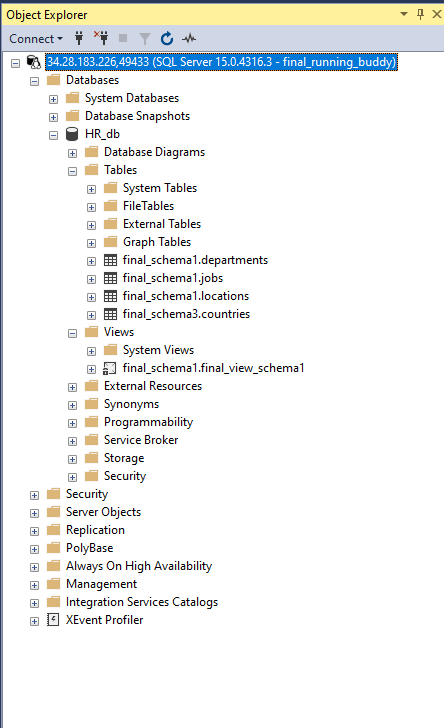 Object Explorer
Connect
34.28.183.226,49433 (SQL Server 15.0.4316.3 - final_running_buddy)
Databases
System Databases
Database Snapshots
HR_db
Database Diagrams
Tables
System Tables
FileTables
External Tables
Graph Tables
final_schema1.departments
final_schema1.jobs
final_schema1.locations
final_schema3.countries
Views
System Views
final_schema1.final_view_schema1
External Resources
Synonyms
Programmability
Service Broker
Storage
Security
Security
Server Objects
Replication
PolyBase
Always On High Availability
Management
Integration Services Catalogs
XEvent Profiler